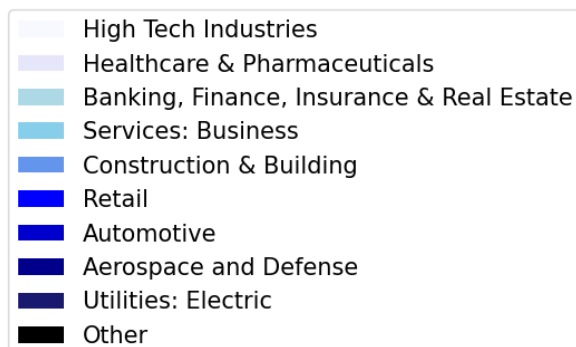 High Tech Industries
Healthcare & Pharmaceuticals
Banking, Finance, Insurance & Real Estate
Services: Business
Construction & Building
Retail
Automotive
Aerospace and Defense
Utilities: Electric
Other